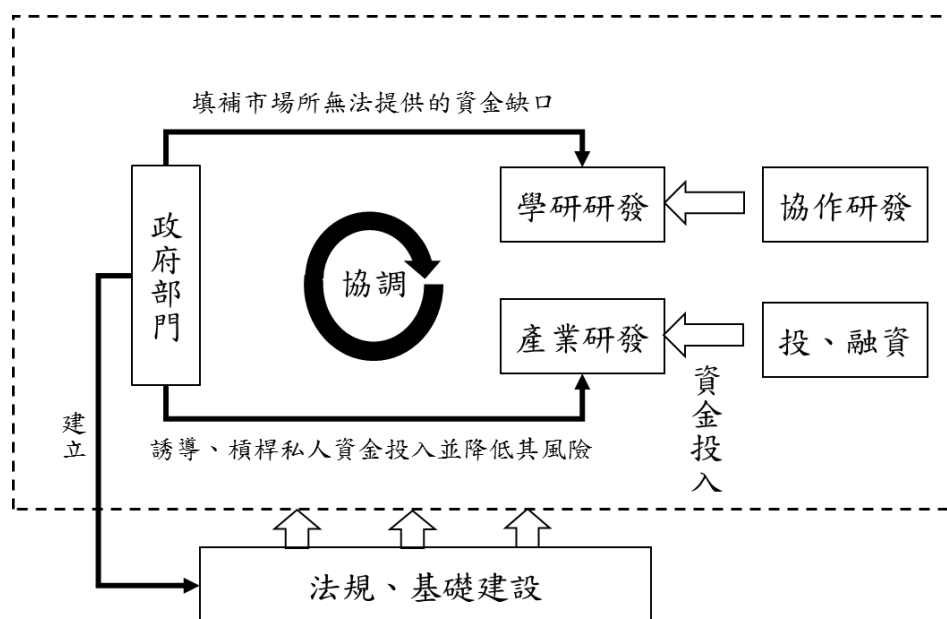 填補市場所無法提供的資金缺口
學研研發
協作研發
政府部門
協調
產業研發
投、融資
資金投入
建立
誘導、槓桿私人資金投入並降低其風險
法規、基礎建設